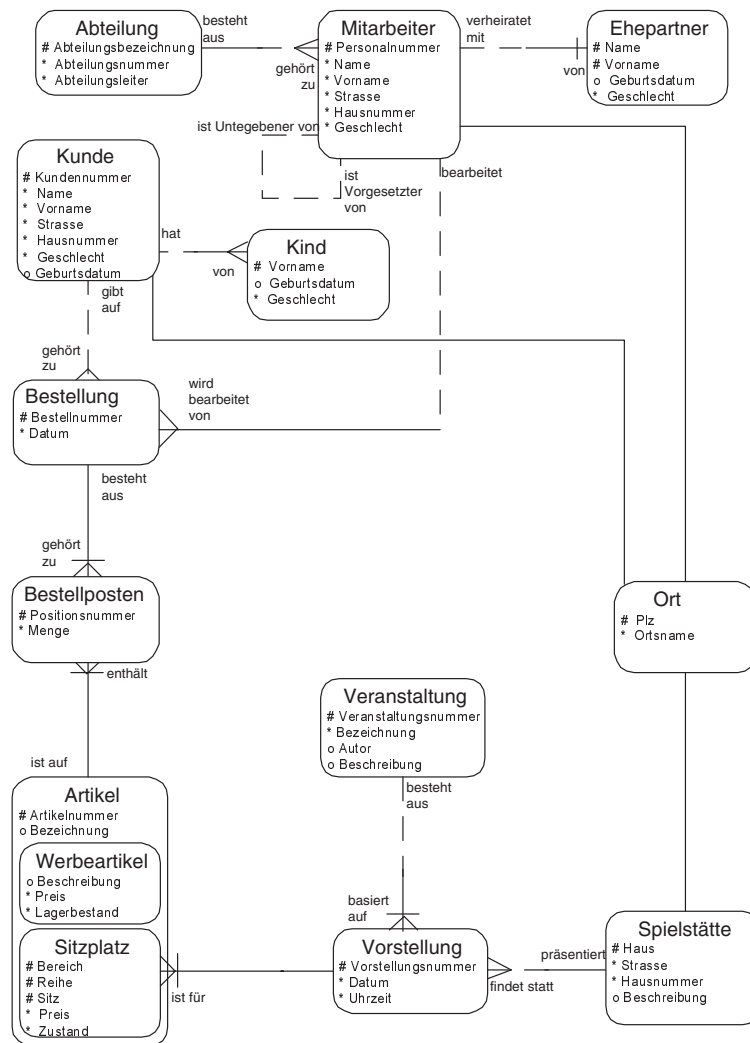 Abteilung
# Abteilungsbezeichnung
* Abteilungsnummer
* Abteilungsleiter
besteht
aus
gehört
zu
Mitarbeiter
# Personalnummer
* Name
* Vorname
* Strasse
* Hausnummer
* Geschlecht
verheiratet
mit
von
Ehepartner
# Name
# Vorname
o Geburtsdatum
* Geschlecht
ist Untegebener von
ist
Vorgesetzter
von
bearbeitet
Kunde
# Kundennummer
* Name
* Vorname
* Strasse
* Hausnummer
* Geschlecht
o Geburtsdatum
hat
von
Kind
# Vorname
o Geburtsdatum
* Geschlecht
gibt
auf
gehört
zu
Bestellung
# Bestellnummer
* Datum
wird
bearbeitet
von
besteht
aus
gehört
zu
Bestellposten
# Positionsnummer
* Menge
enthält
Ort
# Plz
* Ortsname
Veranstaltung
# Veranstaltungsnummer
* Bezeichnung
o Autor
o Beschreibung
besteht
aus
ist auf
Artikel
# Artikelnummer
o Bezeichnung
Werbeartikel
o Beschreibung
* Preis
* Lagerbestand
Sitzplatz
# Bereich
# Reihe
# Sitz
* Preis
* Zustand
ist für
basiert
auf
Vorstellung
# Vorstellungsnummer
* Datum
* Uhrzeit
präsentiert
findet statt
Spielstätte
# Haus
* Strasse
* Hausnummer
o Beschreibung